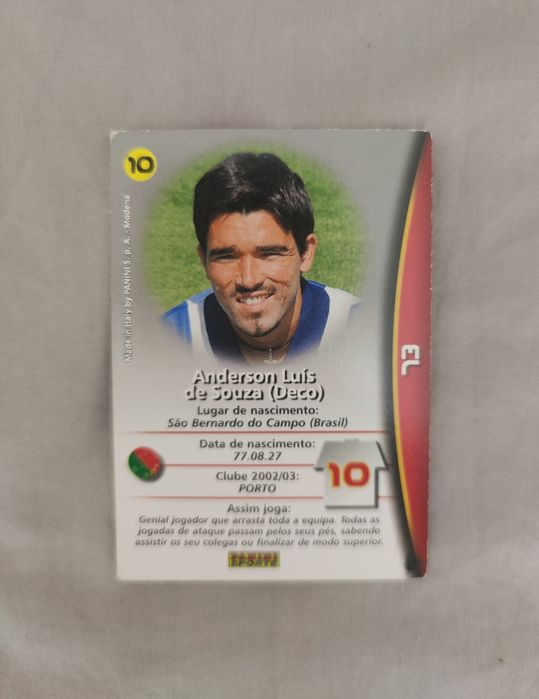 10
Made in Italy by PANINI S. p. A. - Modena
Anderson Luís
de Souza (Deco)
Lugar de nascimento:
São Bernardo do Campo (Brasil)
Data de nascimento:
77.08.27
Clube 2002/03:
PORTO
10
Assim joga:
Genial jogador que arrasta toda a equipa. Todas as
jogadas de ataque passam pelos seus pés, sabendo
assistir os seu colegas ou finalizar de modo superior.
PANINI
SPORTS
73